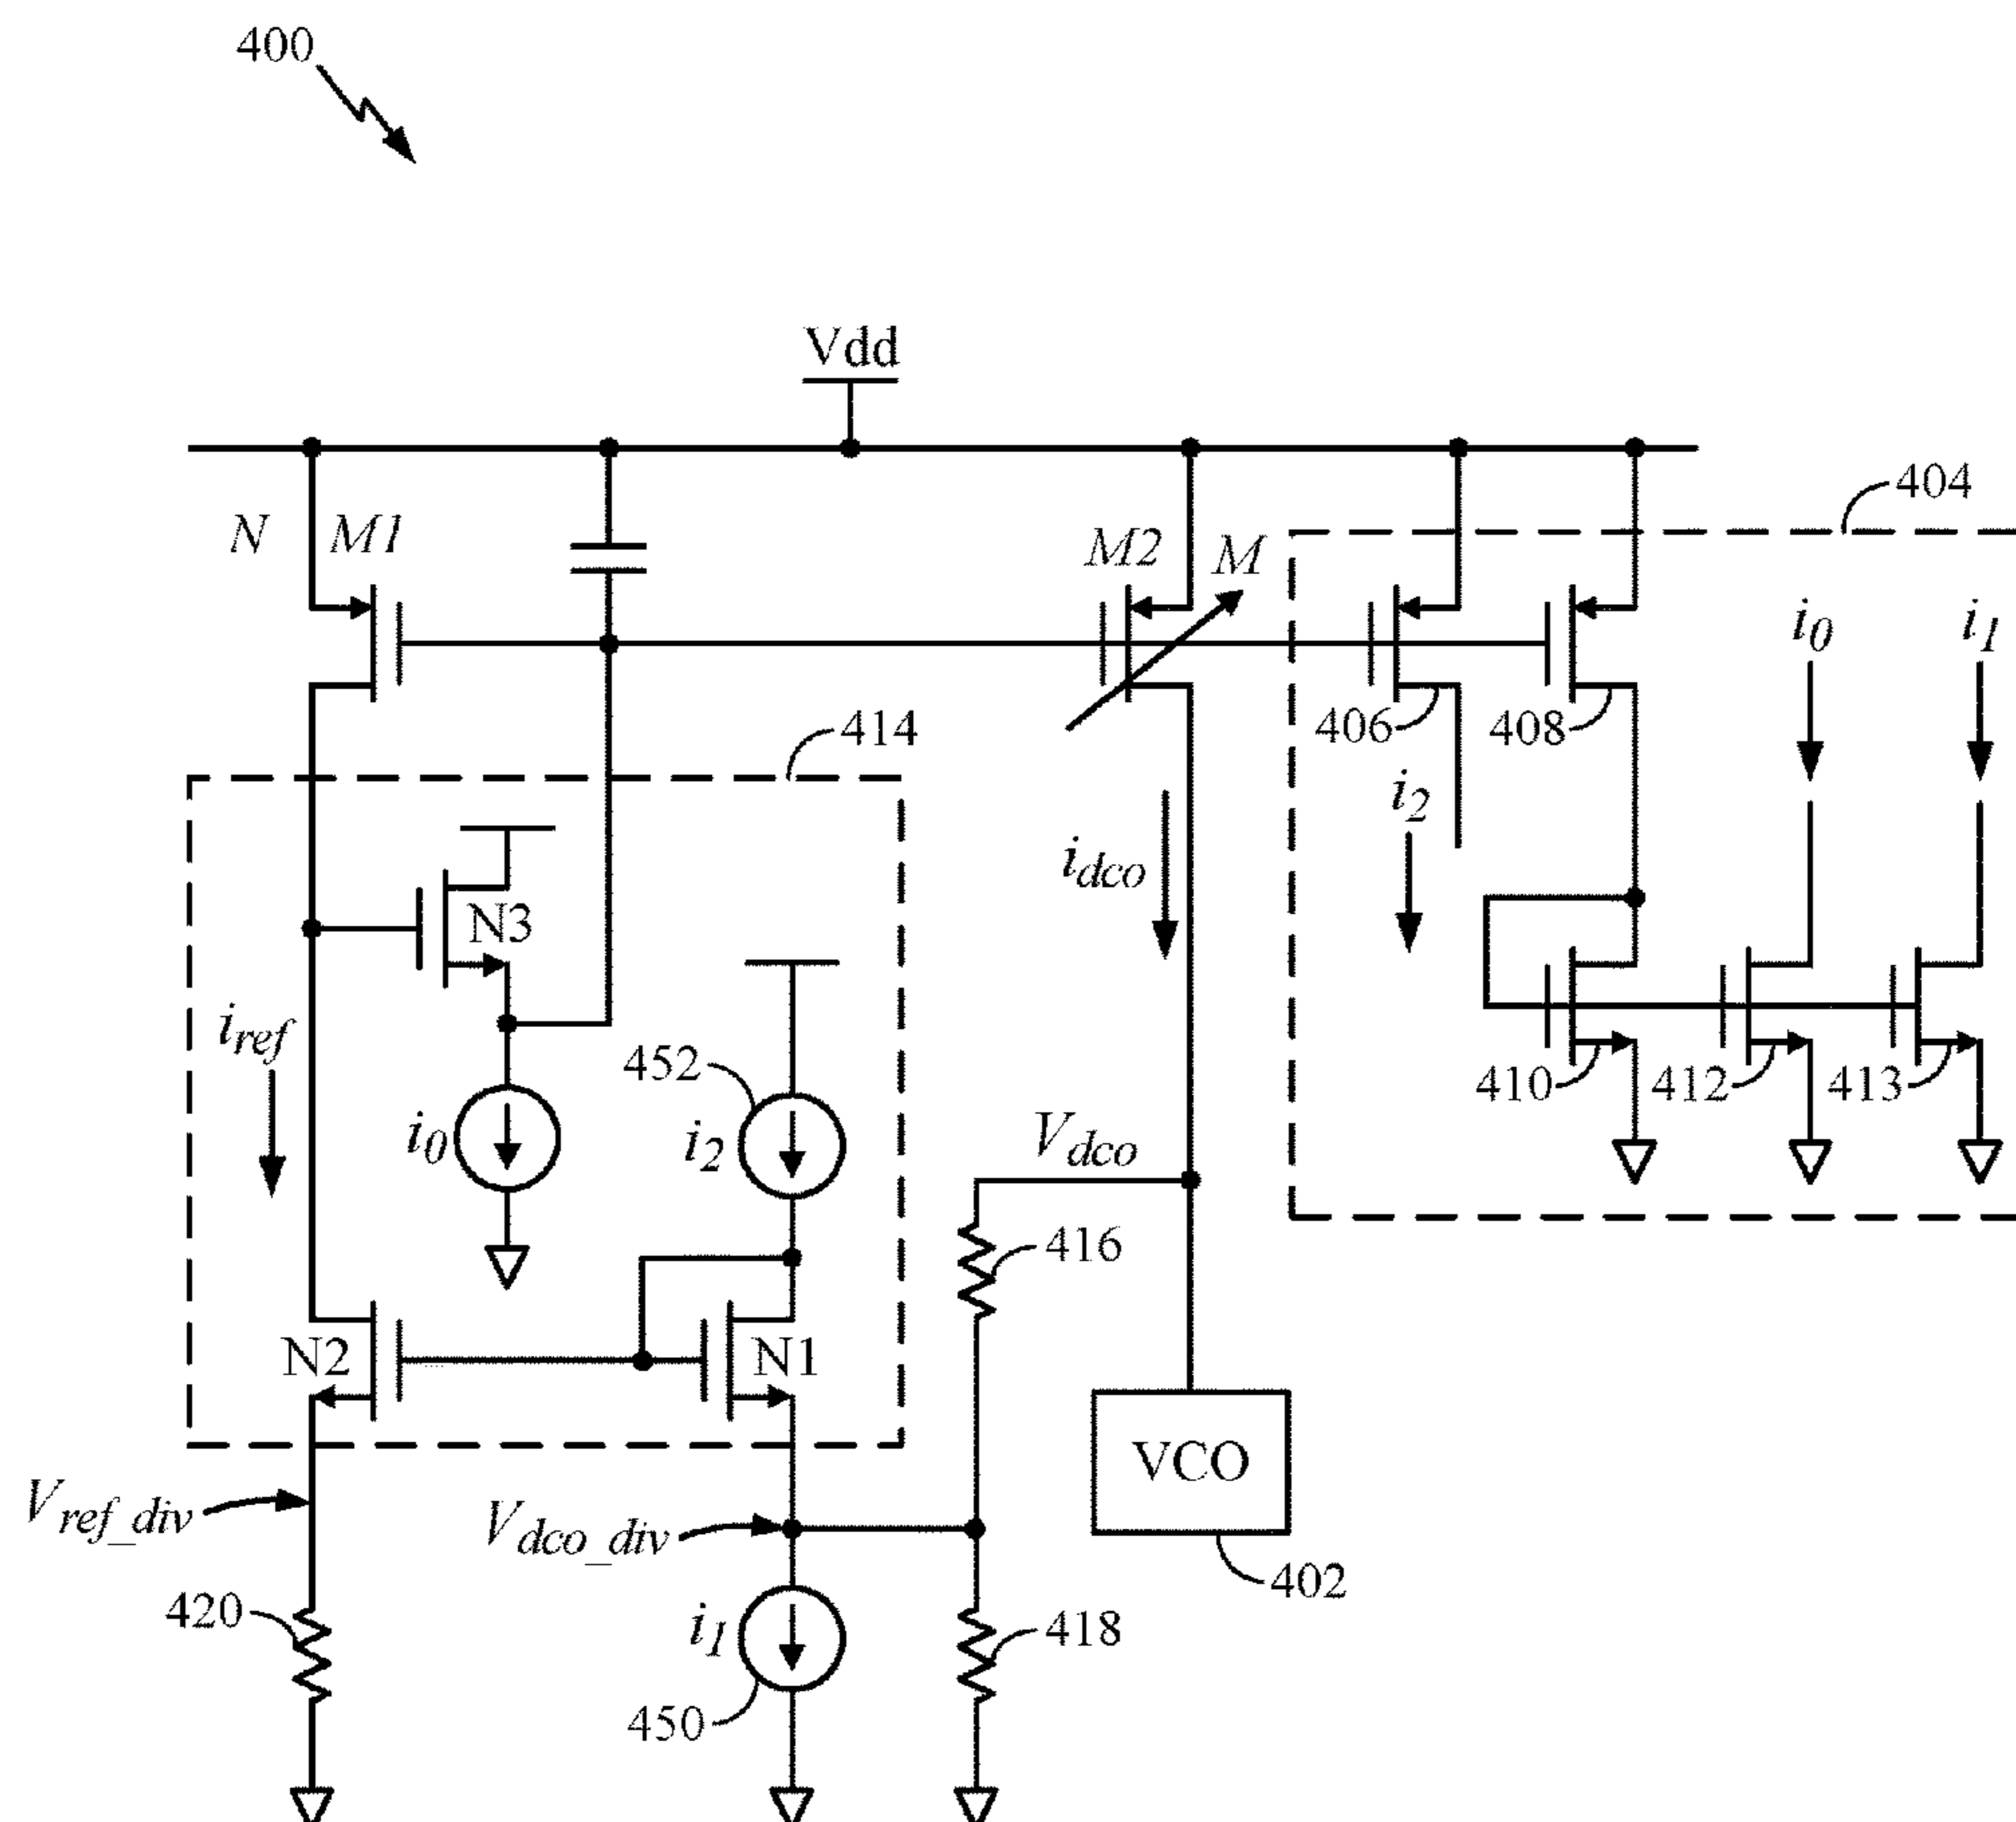 400
Vdd
404
N M1
M2 M
i0 i1
406 408
414
i2
idco
N3
iref
452
i0 i2
410 412 413
Vdco
416
N2 N1
VCO
Vref_div
Vdco_div
402
420
i1
418
450